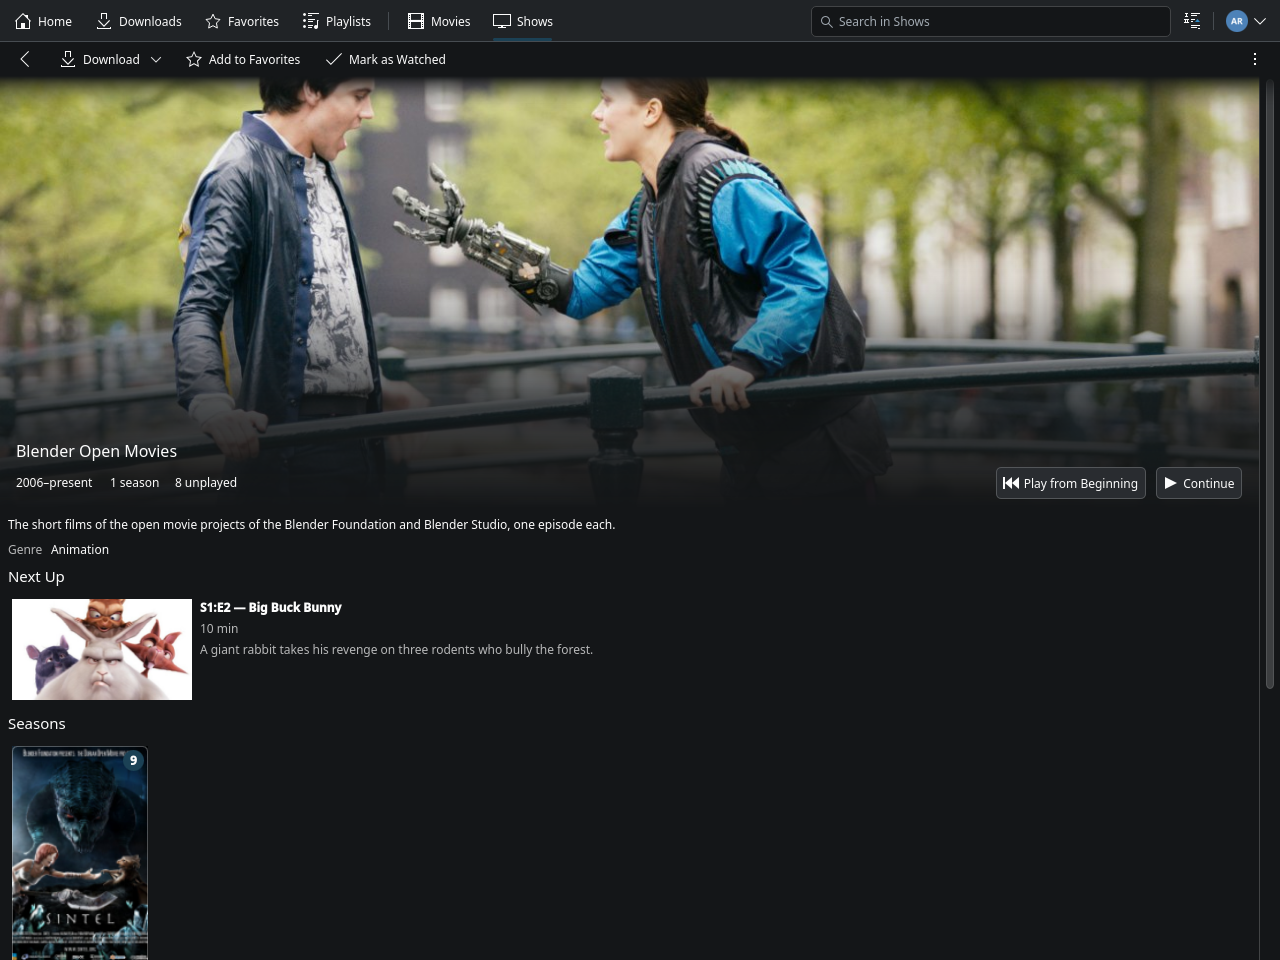 Home
Downloads
Favorites
Playlists
Movies
Shows
Search in Shows
AR
Download
Add to Favorites
Mark as Watched
Blender Open Movies
2006–present 1 season 8 unplayed
Play from Beginning
Continue
The short films of the open movie projects of the Blender Foundation and Blender Studio, one episode each.
Genre Animation
Next Up
S1:E2 — Big Buck Bunny
10 min
A giant rabbit takes his revenge on three rodents who bully the forest.
Seasons
9
SINTEL